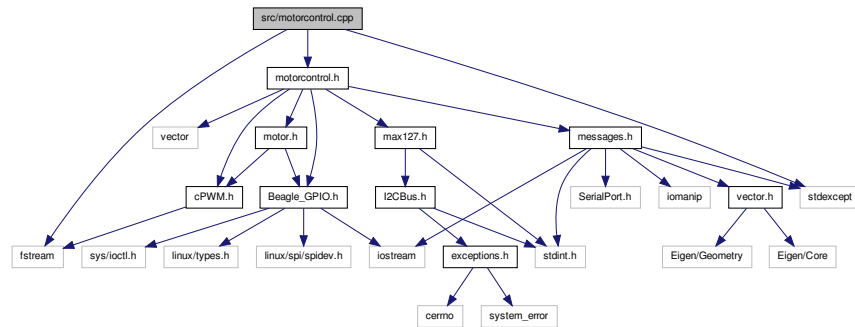 src/motorcontrol.cpp
motorcontrol.h
vector
motor.h
max127.h
messages.h
cPWM.h
Beagle_GPIO.h
I2CBus.h
SerialPort.h
iomanip
vector.h
stdexcept
fstream
sys/ioctl.h
linux/types.h
linux/spi/spidev.h
iostream
exceptions.h
stdint.h
Eigen/Geometry
Eigen/Core
cerrno
system_error